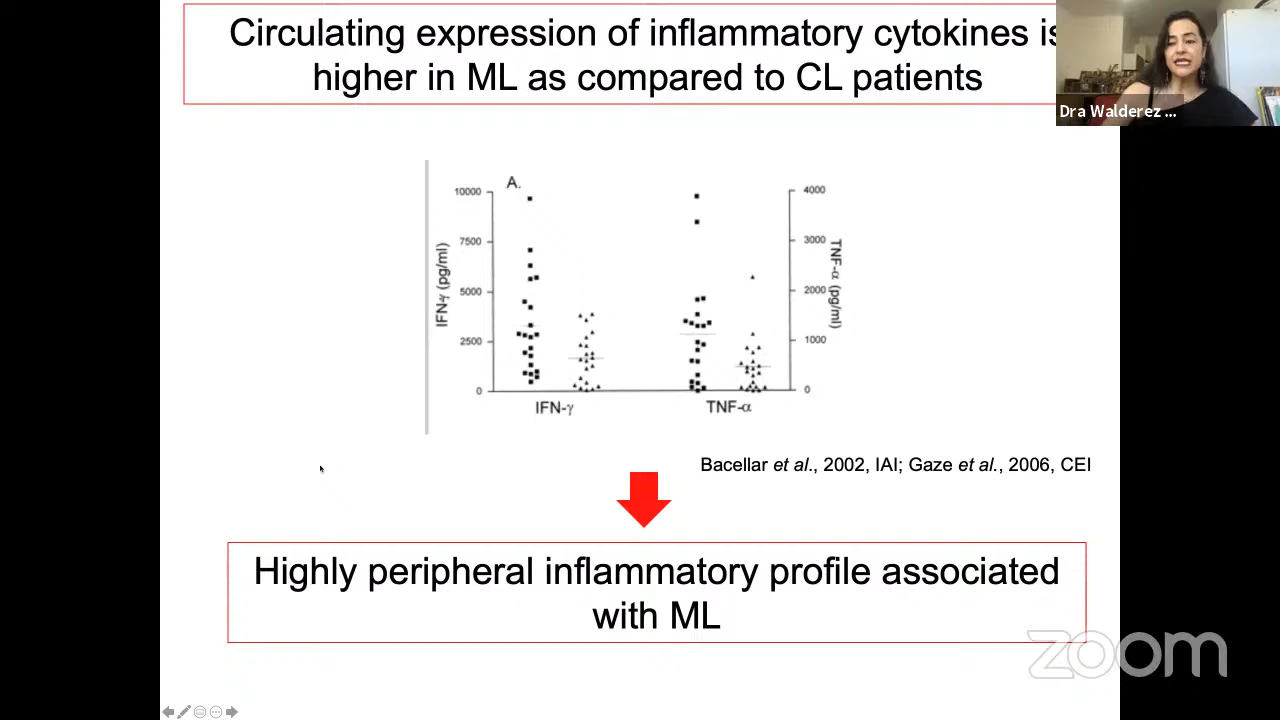 Circulating expression of inflammatory cytokines is
higher in ML as compared to CL patients
Dra Walderez ...
A.
10000
7500
5000
2500
0
IFN-γ (pg/ml)
4000
3000
2000
1000
0
TNF-α (pg/ml)
IFN-γ
TNF-α
Bacellar et al., 2002, IAI; Gaze et al., 2006, CEI
Highly peripheral inflammatory profile associated
with ML
zoom